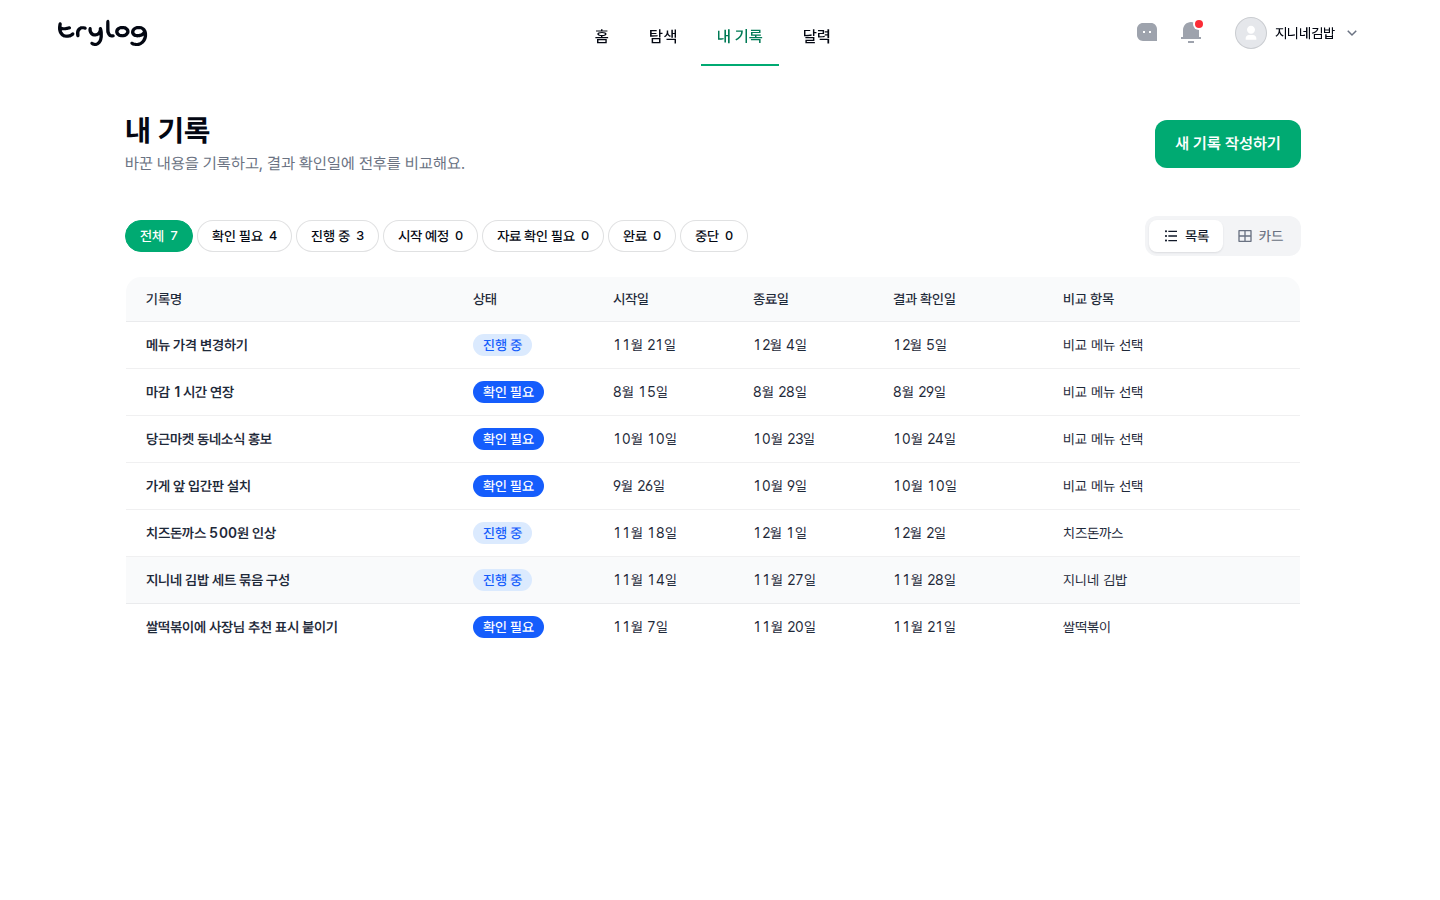 trylog
홈 탐색 내 기록 달력
지니네김밥
내 기록
바꾼 내용을 기록하고, 결과 확인일에 전후를 비교해요.
새 기록 작성하기
전체 7 확인 필요 4 진행 중 3 시작 예정 0 자료 확인 필요 0 완료 0 중단 0
목록 카드
기록명 상태 시작일 종료일 결과 확인일 비교 항목
메뉴 가격 변경하기 진행 중 11월 21일 12월 4일 12월 5일 비교 메뉴 선택
마감 1시간 연장 확인 필요 8월 15일 8월 28일 8월 29일 비교 메뉴 선택
당근마켓 동네소식 홍보 확인 필요 10월 10일 10월 23일 10월 24일 비교 메뉴 선택
가게 앞 입간판 설치 확인 필요 9월 26일 10월 9일 10월 10일 비교 메뉴 선택
치즈돈까스 500원 인상 진행 중 11월 18일 12월 1일 12월 2일 치즈돈까스
지니네 김밥 세트 묶음 구성 진행 중 11월 14일 11월 27일 11월 28일 지니네 김밥
쌀떡볶이에 사장님 추천 표시 붙이기 확인 필요 11월 7일 11월 20일 11월 21일 쌀떡볶이